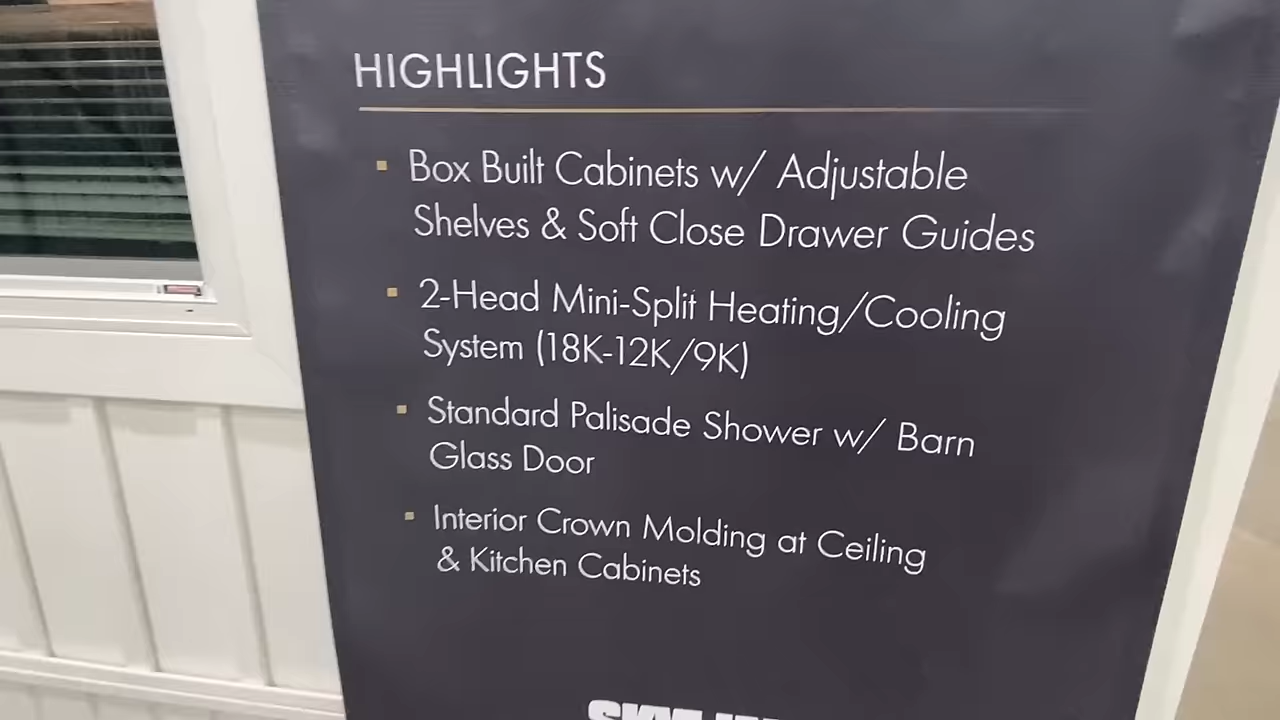 HIGHLIGHTS
Box Built Cabinets w/ Adjustable
Shelves & Soft Close Drawer Guides
2-Head Mini-Split Heating/Cooling
System (18K-12K/9K)
Standard Palisade Shower w/ Barn
Glass Door
Interior Crown Molding at Ceiling
& Kitchen Cabinets